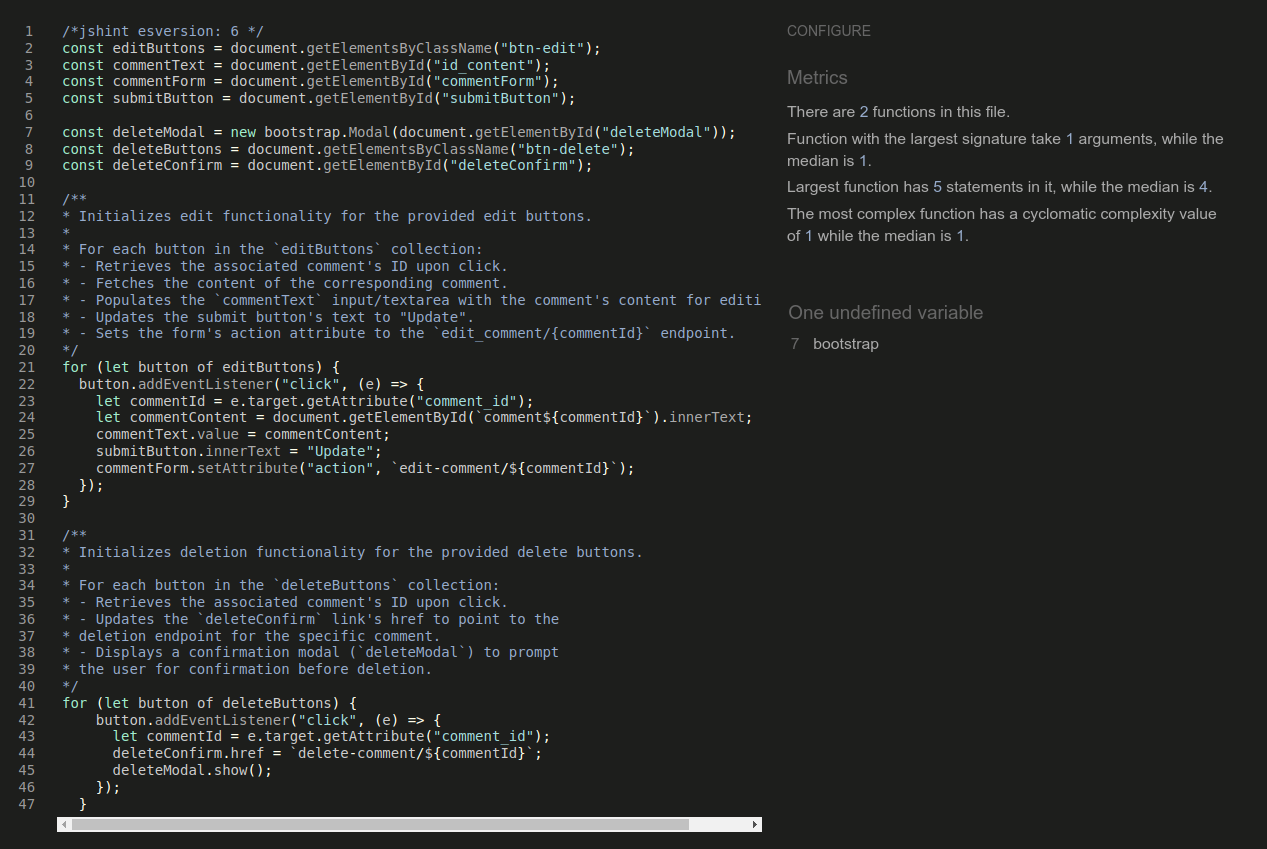 1 /*jshint esversion: 6 */
2 const editButtons = document.getElementsByClassName("btn-edit");
3 const commentText = document.getElementById("id_content");
4 const commentForm = document.getElementById("commentForm");
5 const submitButton = document.getElementById("submitButton");
6
7 const deleteModal = new bootstrap.Modal(document.getElementById("deleteModal"));
8 const deleteButtons = document.getElementsByClassName("btn-delete");
9 const deleteConfirm = document.getElementById("deleteConfirm");
10
11 /**
12 * Initializes edit functionality for the provided edit buttons.
13 *
14 * For each button in the `editButtons` collection:
15 * - Retrieves the associated comment's ID upon click.
16 * - Fetches the content of the corresponding comment.
17 * - Populates the `commentText` input/textarea with the comment's content for editi
18 * - Updates the submit button's text to "Update".
19 * - Sets the form's action attribute to the `edit_comment/{commentId}` endpoint.
20 */
21 for (let button of editButtons) {
22   button.addEventListener("click", (e) => {
23     let commentId = e.target.getAttribute("comment_id");
24     let commentContent = document.getElementById(`comment${commentId}`).innerText;
25     commentText.value = commentContent;
26     submitButton.innerText = "Update";
27     commentForm.setAttribute("action", `edit-comment/${commentId}`);
28   });
29 }
30
31 /**
32 * Initializes deletion functionality for the provided delete buttons.
33 *
34 * For each button in the `deleteButtons` collection:
35 * - Retrieves the associated comment's ID upon click.
36 * - Updates the `deleteConfirm` link's href to point to the
37 * deletion endpoint for the specific comment.
38 * - Displays a confirmation modal (`deleteModal`) to prompt
39 * the user for confirmation before deletion.
40 */
41 for (let button of deleteButtons) {
42     button.addEventListener("click", (e) => {
43       let commentId = e.target.getAttribute("comment_id");
44       deleteConfirm.href = `delete-comment/${commentId}`;
45       deleteModal.show();
46     });
47   }
CONFIGURE
Metrics
There are 2 functions in this file.
Function with the largest signature take 1 arguments, while the
median is 1.
Largest function has 5 statements in it, while the median is 4.
The most complex function has a cyclomatic complexity value
of 1 while the median is 1.
One undefined variable
7 bootstrap